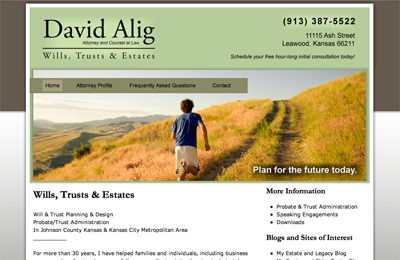 David Alig
Attorney and Counsel at Law
Wills, Trusts & Estates
(913) 387-5522
11115 Ash Street
Leawood, Kansas 66211
Schedule your free hour-long initial consultation today!
Home
Attorney Profile
Frequently Asked Questions
Contact
Plan for the future today.
Wills, Trusts & Estates
Will & Trust Planning & Design
Probate/Trust Administration
In Johnson County Kansas & Kansas City Metropolitan Area
For more than 30 years, I have helped families and individuals, including business
More Information
Probate & Trust Administration
Speaking Engagements
Downloads
Blogs and Sites of Interest
My Estate and Legacy Blog